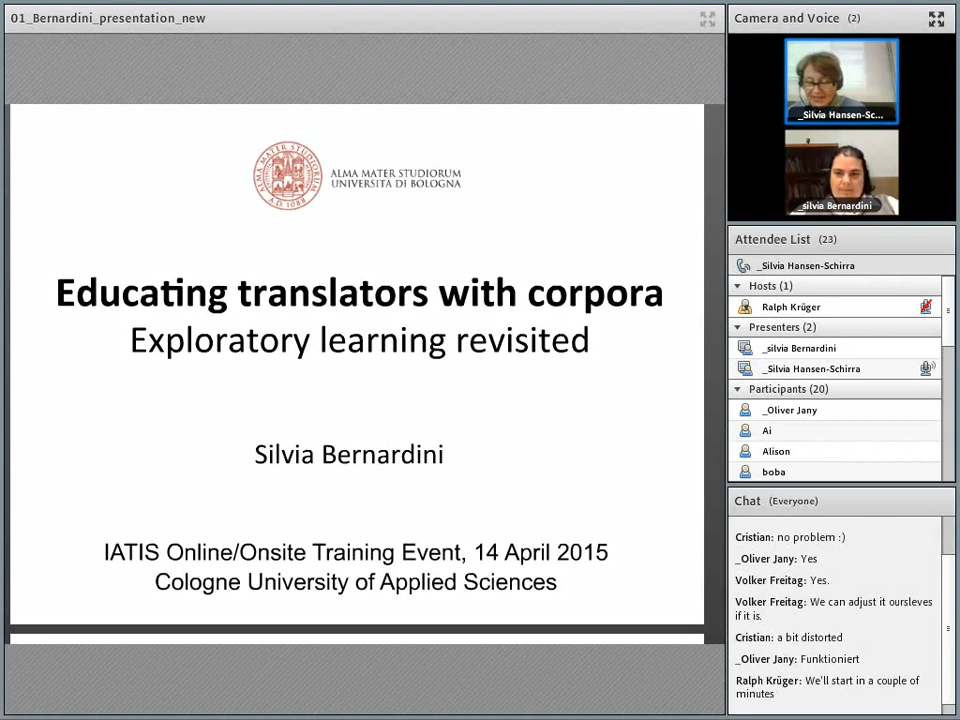 01_Bernardini_presentation_new
ALMA MATER STUDIORUM
A.D. 1088
ALMA MATER STUDIORUM
UNIVERSITÀ DI BOLOGNA
Educating translators with corpora
Exploratory learning revisited
Silvia Bernardini
IATIS Online/Onsite Training Event, 14 April 2015
Cologne University of Applied Sciences
Camera and Voice (2)
_Silvia Hansen-Sc...
_silvia Bernardini
Attendee List (23)
_Silvia Hansen-Schirra
Hosts (1)
Ralph Krüger
Presenters (2)
_silvia Bernardini
_Silvia Hansen-Schirra
Participants (20)
_Oliver Jany
Ai
Alison
boba
Chat (Everyone)
Cristian: no problem :)
_Oliver Jany: Yes
Volker Freitag: Yes.
Volker Freitag: We can adjust it oursleves
if it is.
Cristian: a bit distorted
_Oliver Jany: Funktioniert
Ralph Krüger: We'll start in a couple of
minutes